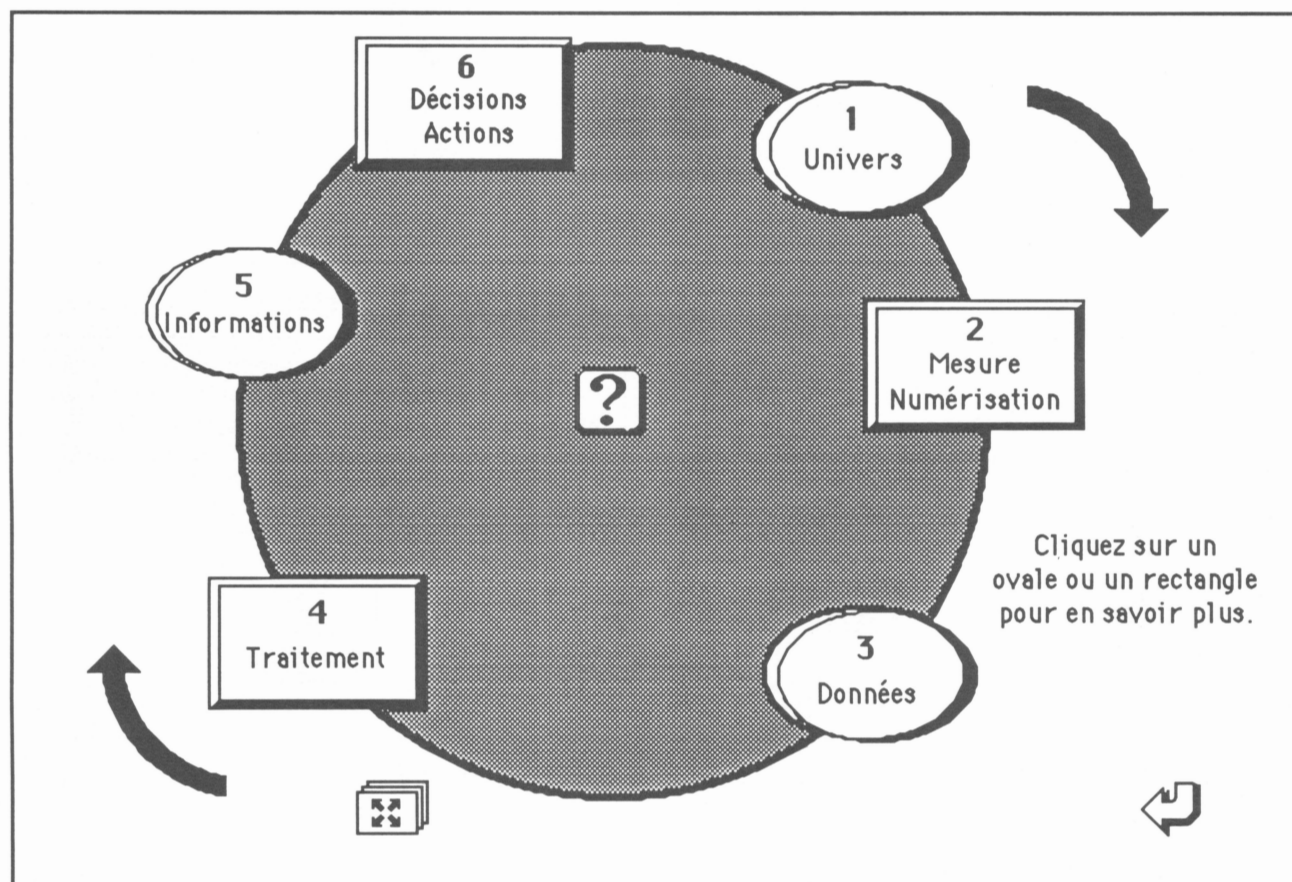 6
Décisions
Actions
1
Univers
5
Informations
2
Mesure
Numérisation
?
Cliquez sur un
ovale ou un rectangle
pour en savoir plus.
4
Traitement
3
Données